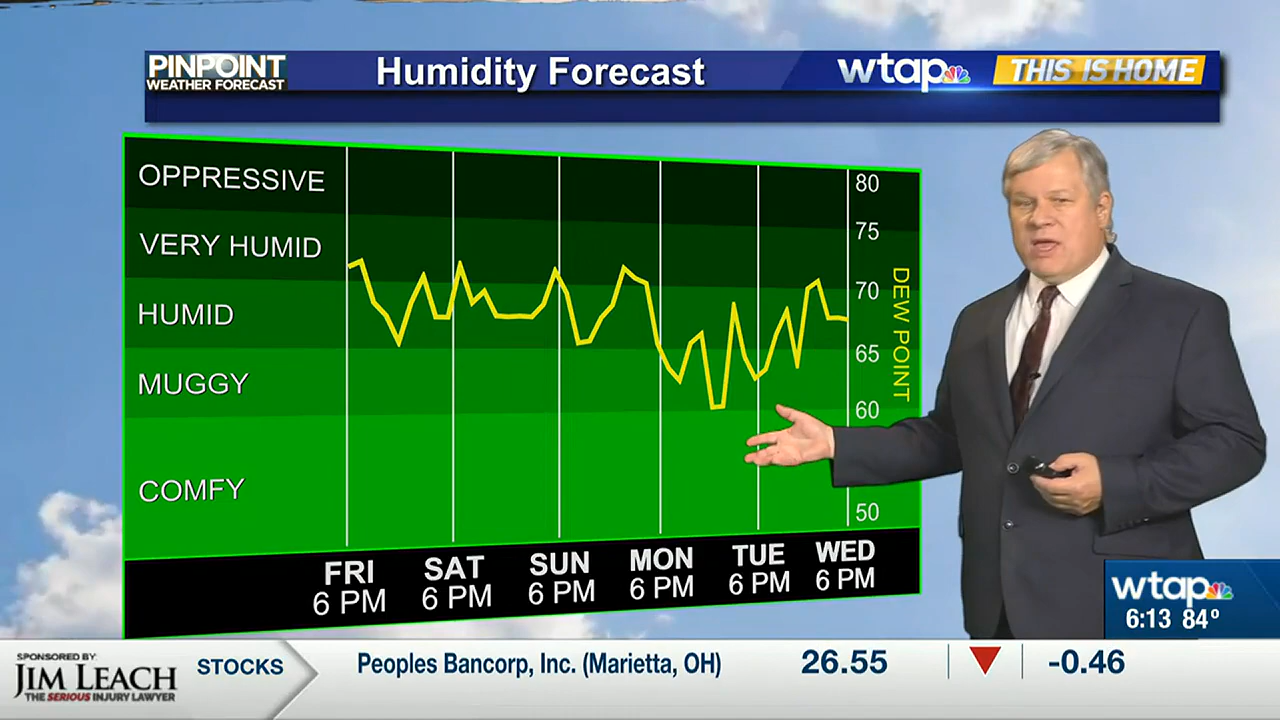 PINPOINT
WEATHER FORECAST
Humidity Forecast
wtap
THIS IS HOME
OPPRESSIVE
VERY HUMID
HUMID
MUGGY
COMFY
80
75
70
65
60
50
DEW POINT
FRI
6 PM
SAT
6 PM
SUN
6 PM
MON
6 PM
TUE
6 PM
WED
6 PM
wtap
6:13 84°
SPONSORED BY:
JIM LEACH
THE SERIOUS INJURY LAWYER
STOCKS
Peoples Bancorp, Inc. (Marietta, OH)
26.55
-0.46